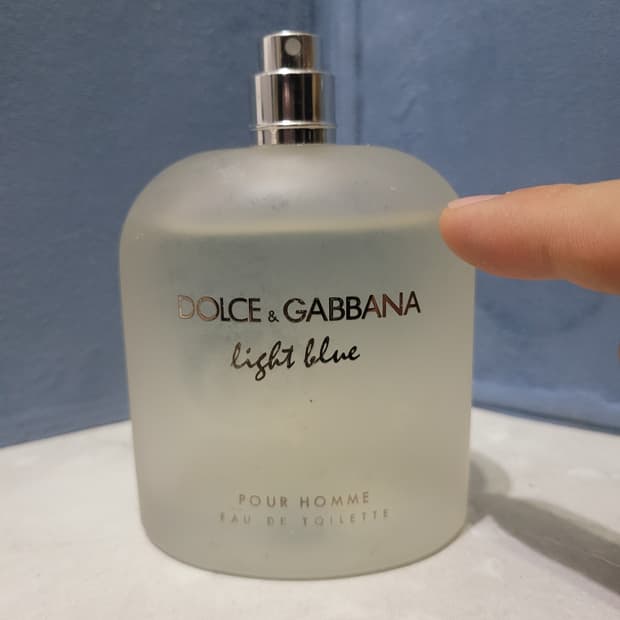 DOLCE & GABBANA
light blue
POUR HOMME
EAU DE TOILETTE